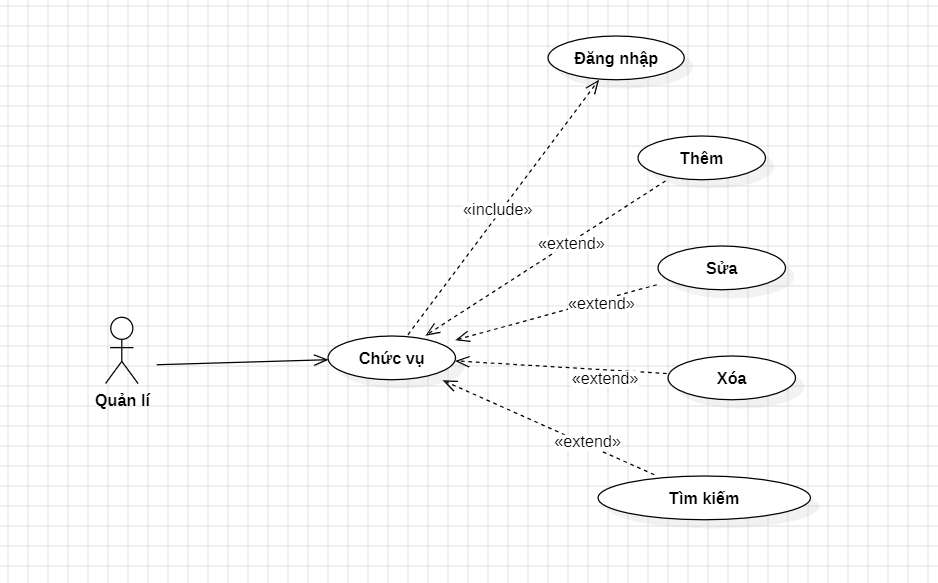 Đăng nhập
Thêm
«include»
«extend»
Sửa
«extend»
Chức vụ
Xóa
«extend»
Quản lí
«extend»
Tìm kiếm